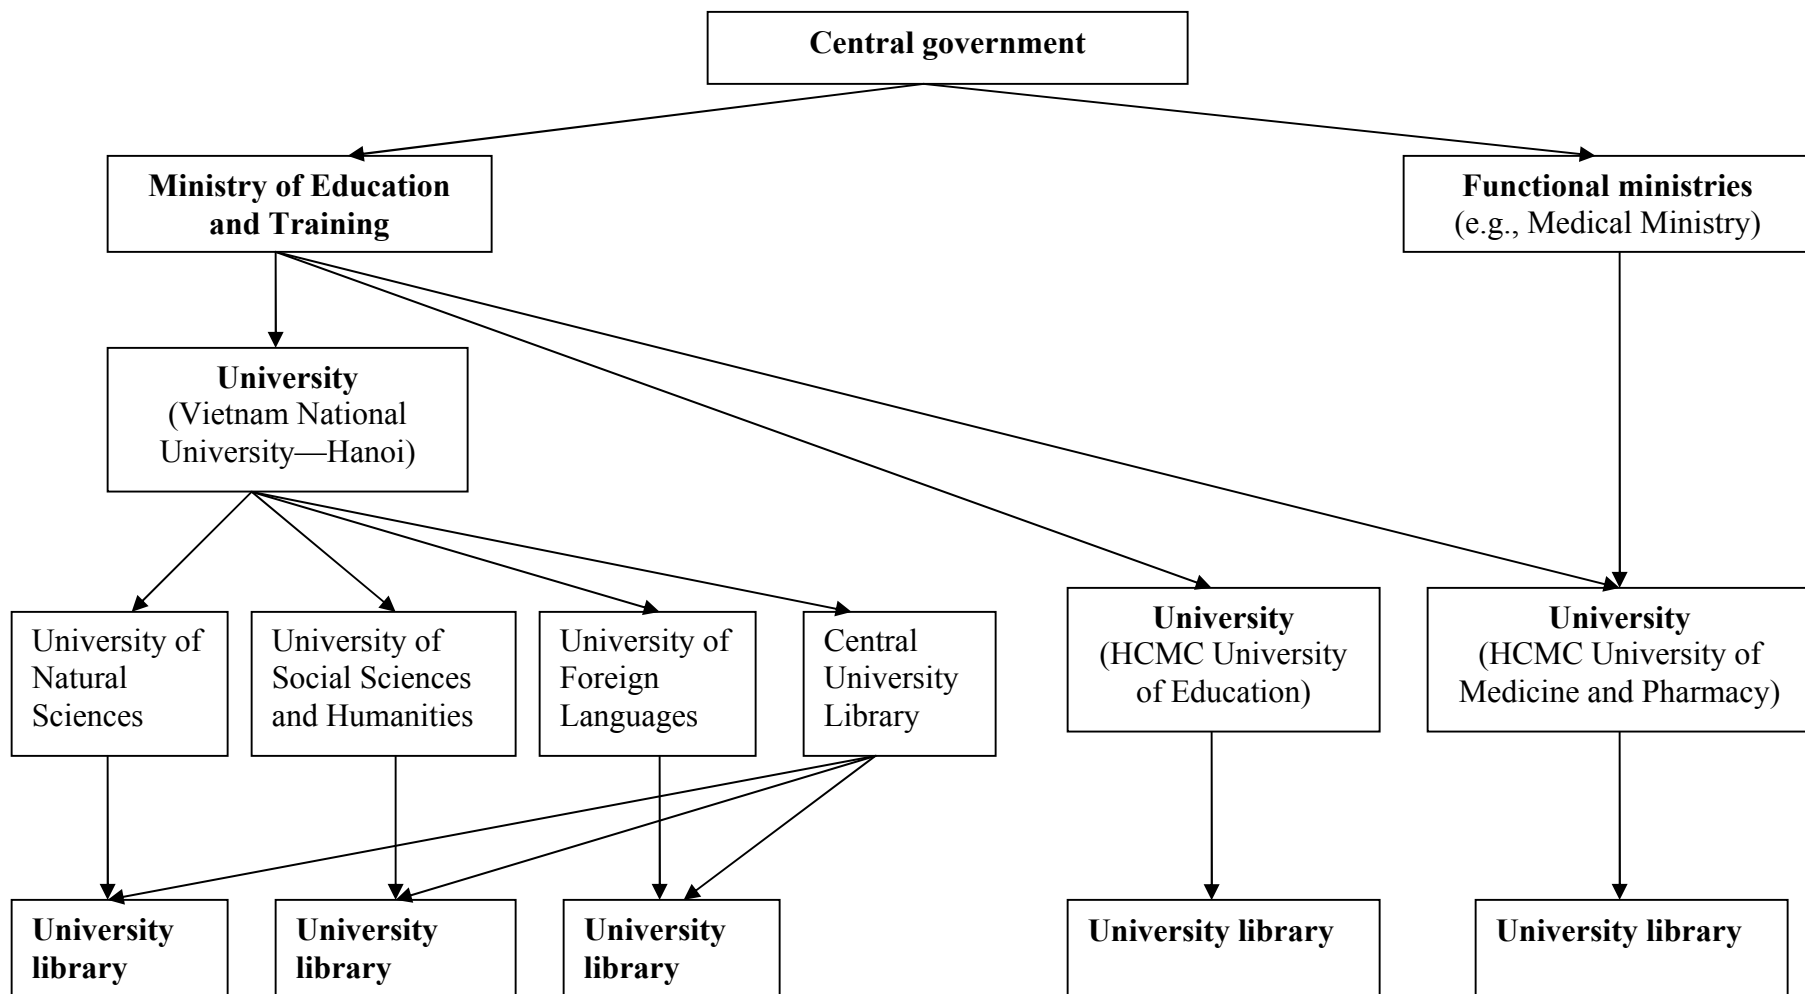 Central government
Ministry of Education
and Training
Functional ministries
(e.g., Medical Ministry)
University
(Vietnam National
University—Hanoi)
University of
Natural
Sciences
University of
Social Sciences
and Humanities
University of
Foreign
Languages
Central
University
Library
University
(HCMC University
of Education)
University
(HCMC University of
Medicine and Pharmacy)
University
library
University
library
University
library
University library
University library